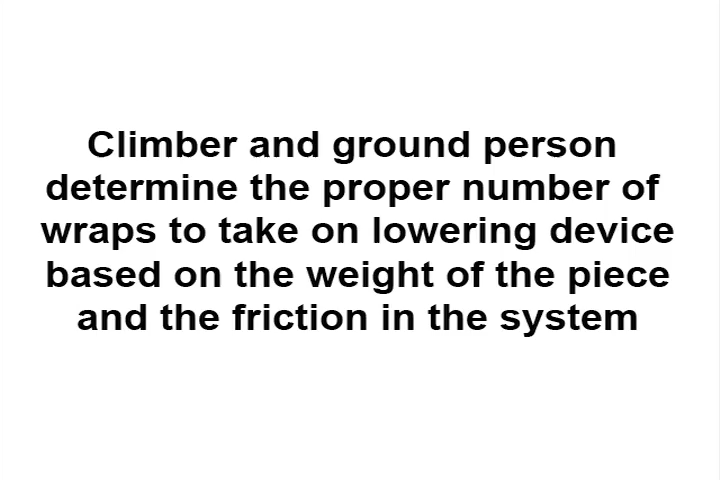 Climber and ground person
determine the proper number of
wraps to take on lowering device
based on the weight of the piece
and the friction in the system